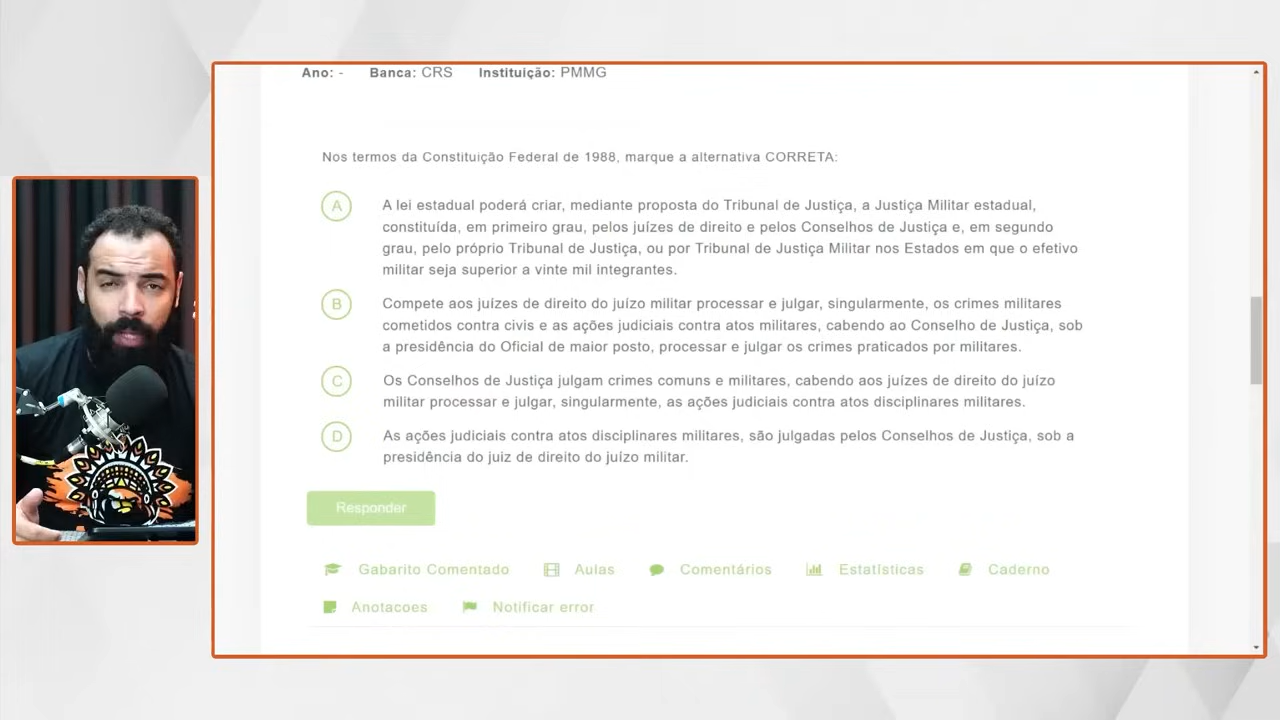 Ano: - Banca: CRS Instituição: PMMG
Nos termos da Constituição Federal de 1988, marque a alternativa CORRETA:
A A lei estadual poderá criar, mediante proposta do Tribunal de Justiça, a Justiça Militar estadual,
constituída, em primeiro grau, pelos juízes de direito e pelos Conselhos de Justiça e, em segundo
grau, pelo próprio Tribunal de Justiça, ou por Tribunal de Justiça Militar nos Estados em que o efetivo
militar seja superior a vinte mil integrantes.
B Compete aos juízes de direito do juízo militar processar e julgar, singularmente, os crimes militares
cometidos contra civis e as ações judiciais contra atos militares, cabendo ao Conselho de Justiça, sob
a presidência do Oficial de maior posto, processar e julgar os crimes praticados por militares.
C Os Conselhos de Justiça julgam crimes comuns e militares, cabendo aos juízes de direito do juízo
militar processar e julgar, singularmente, as ações judiciais contra atos disciplinares militares.
D As ações judiciais contra atos disciplinares militares, são julgadas pelos Conselhos de Justiça, sob a
presidência do juiz de direito do juízo militar.
Responder
Gabarito Comentado Aulas Comentários Estatísticas Caderno
Anotacoes Notificar error